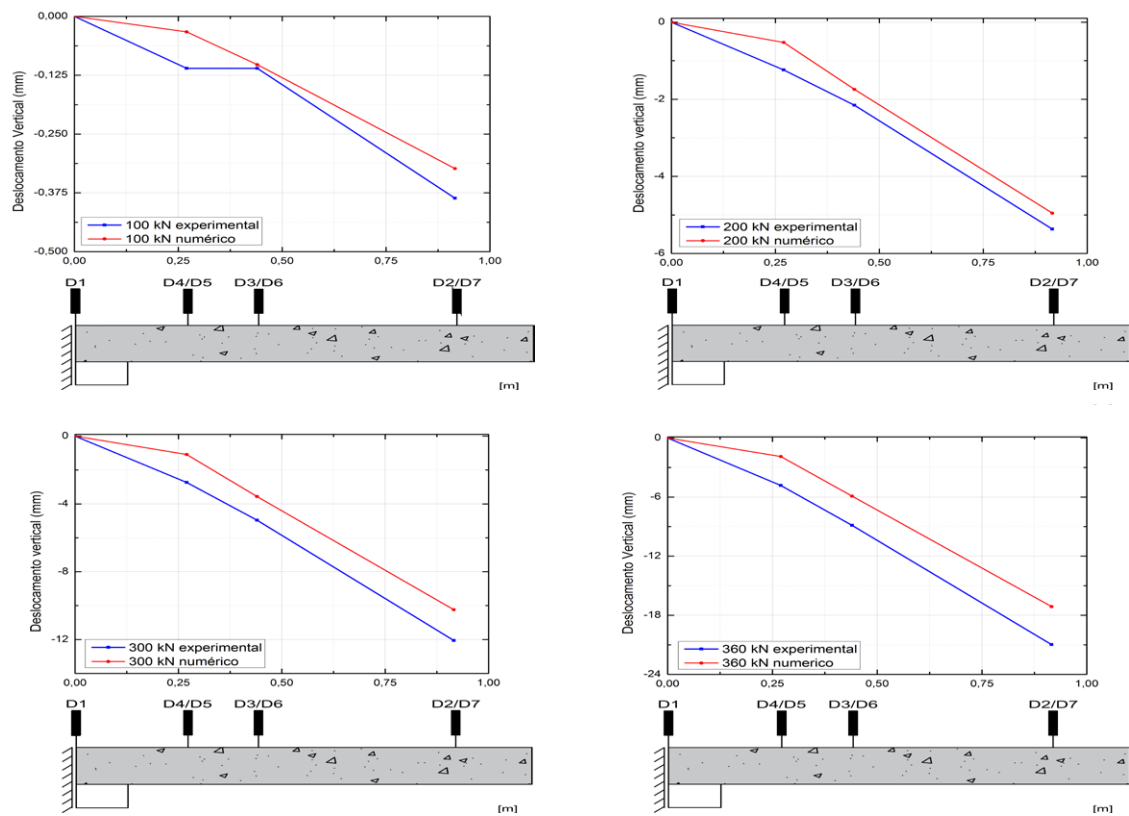 0,000
-0,125
-0,250
-0,375
-0,500
Deslocamento Vertical (mm)
100 kN experimental
100 kN numérico
0,00 0,25 0,50 0,75 1,00
D1 D4/D5 D3/D6 D2/D7
[m]
0
-2
-4
-6
Deslocamento vertical (mm)
200 kN experimental
200 kN numérico
0,00 0,25 0,50 0,75 1,00
D1 D4/D5 D3/D6 D2/D7
0
-4
-8
-12
Deslocamento vertical (mm)
300 kN experimental
300 kN numérico
0,00 0,25 0,50 0,75 1,00
D1 D4/D5 D3/D6 D2/D7
[m]
0
-6
-12
-18
-24
Deslocamento Vertical (mm)
360 kN experimental
360 kN numerico
0,00 0,25 0,50 0,75 1,00
D1 D4/D5 D3/D6 D2/D7
[m]